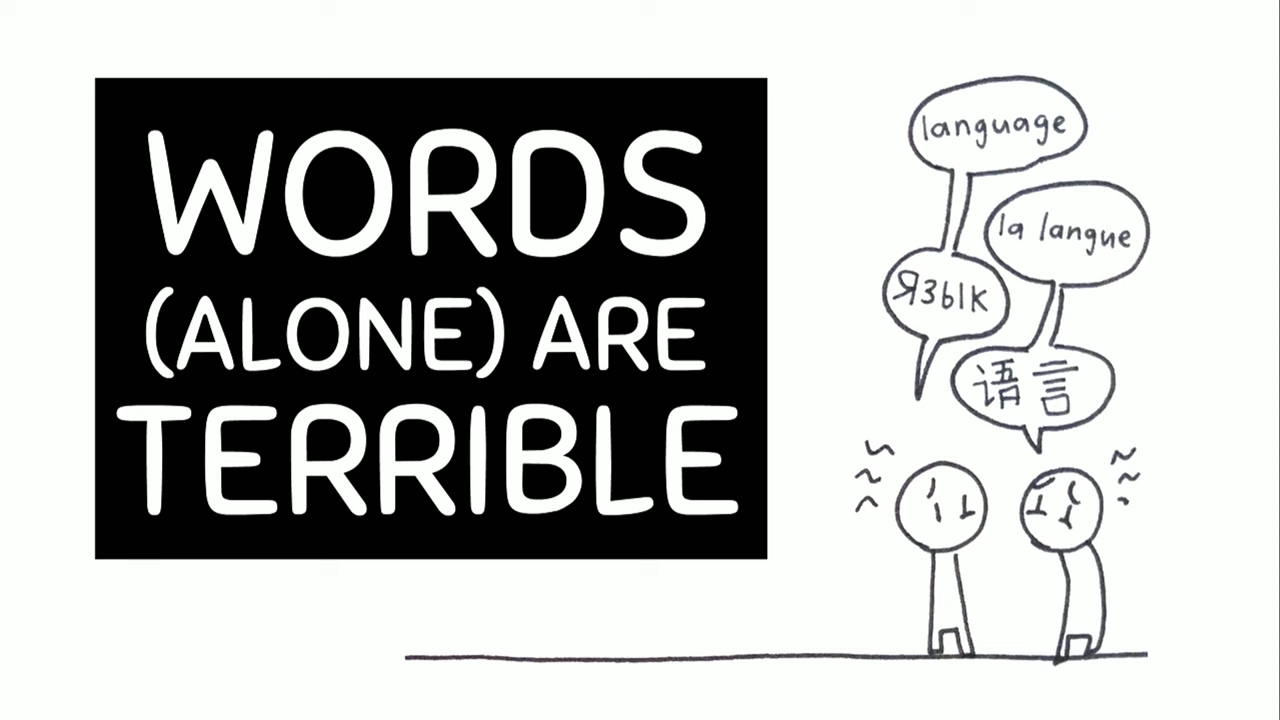 WORDS
(ALONE) ARE
TERRIBLE
language
la langue
язык
语言